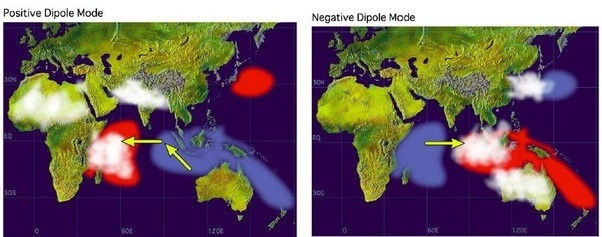 Positive Dipole Mode
30N
EQ
30S
0
60E
120E
Negative Dipole Mode
30N
EQ
30S
0
60E
120E